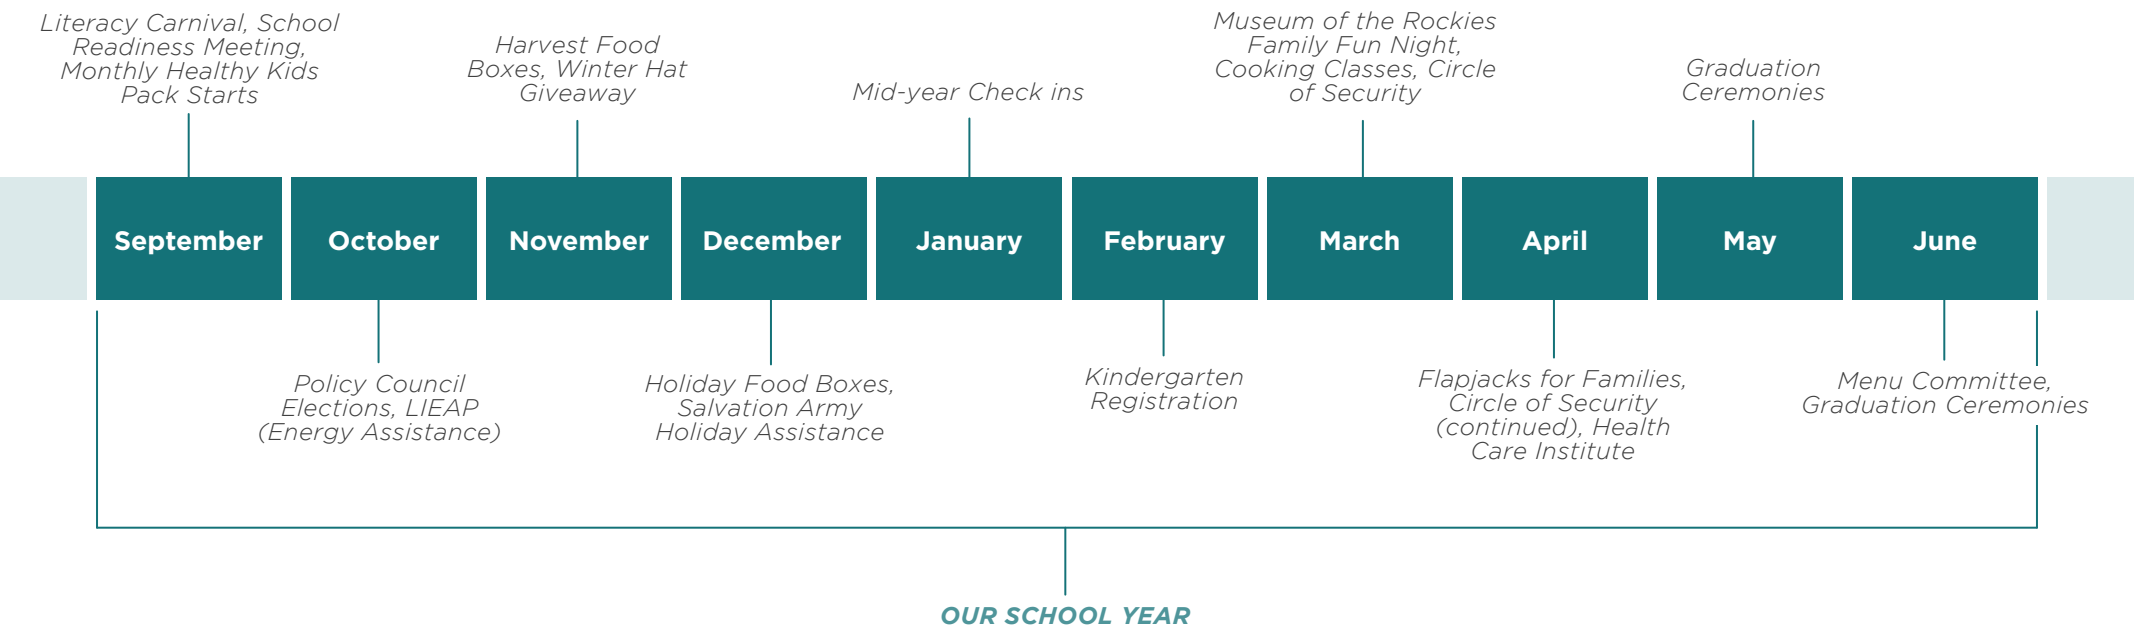 Literacy Carnival, School
Readiness Meeting,
Monthly Healthy Kids
Pack Starts
Harvest Food
Boxes, Winter Hat
Giveaway
Mid-year Check ins
Museum of the Rockies
Family Fun Night,
Cooking Classes, Circle
of Security
Graduation
Ceremonies
September
October
November
December
January
February
March
April
May
June
Policy Council
Elections, LIEAP
(Energy Assistance)
Holiday Food Boxes,
Salvation Army
Holiday Assistance
Kindergarten
Registration
Flapjacks for Families,
Circle of Security
(continued), Health
Care Institute
Menu Committee,
Graduation Ceremonies
OUR SCHOOL YEAR